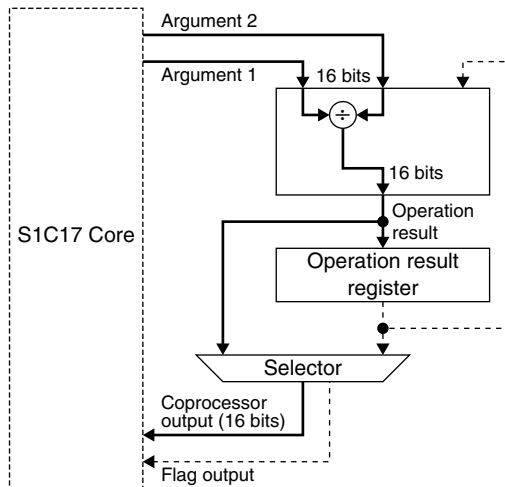 Argument 2
Argument 1
16 bits
÷
16 bits
S1C17 Core
Operation
result
Operation result
register
Selector
Coprocessor
output (16 bits)
Flag output